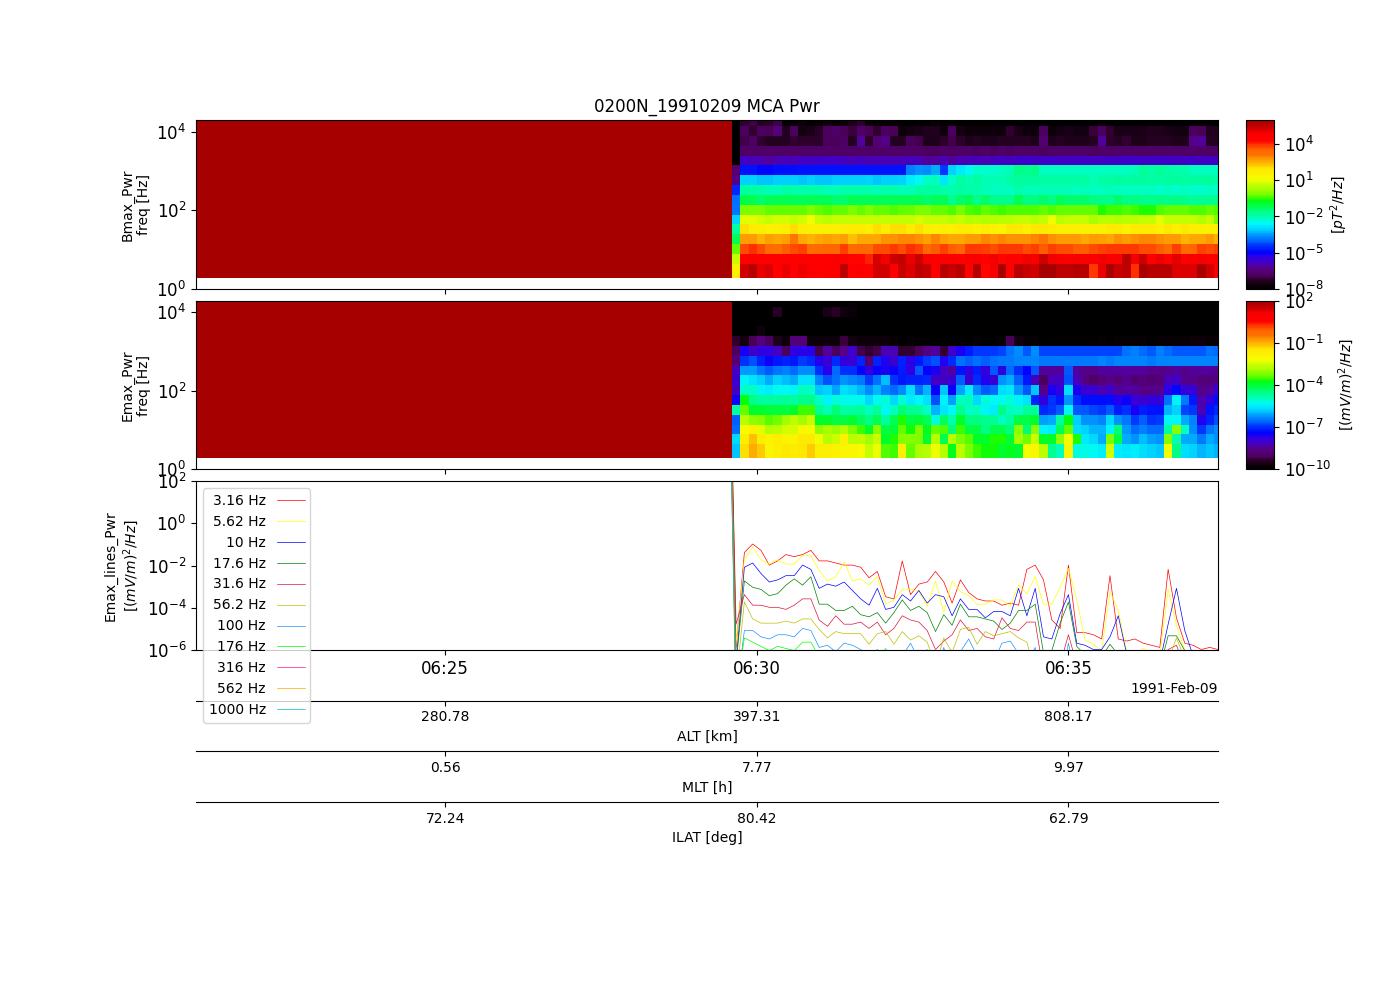 0200N_19910209 MCA Pwr
10^4
10^2
10^0
Bmax_Pwr
freq [Hz]
10^4
10^1
10^-2
10^-5
10^-8
[pT^2/Hz]
10^4
10^2
10^0
Emax_Pwr
freq [Hz]
10^2
10^-1
10^-4
10^-7
10^-10
[(mV/m)^2/Hz]
10^2
10^0
10^-2
10^-4
10^-6
Emax_lines_Pwr
[(mV/m)^2/Hz]
3.16 Hz
5.62 Hz
10 Hz
17.6 Hz
31.6 Hz
56.2 Hz
100 Hz
176 Hz
316 Hz
562 Hz
1000 Hz
06:25 06:30 06:35
1991-Feb-09
280.78 397.31 808.17
ALT [km]
0.56 7.77 9.97
MLT [h]
72.24 80.42 62.79
ILAT [deg]